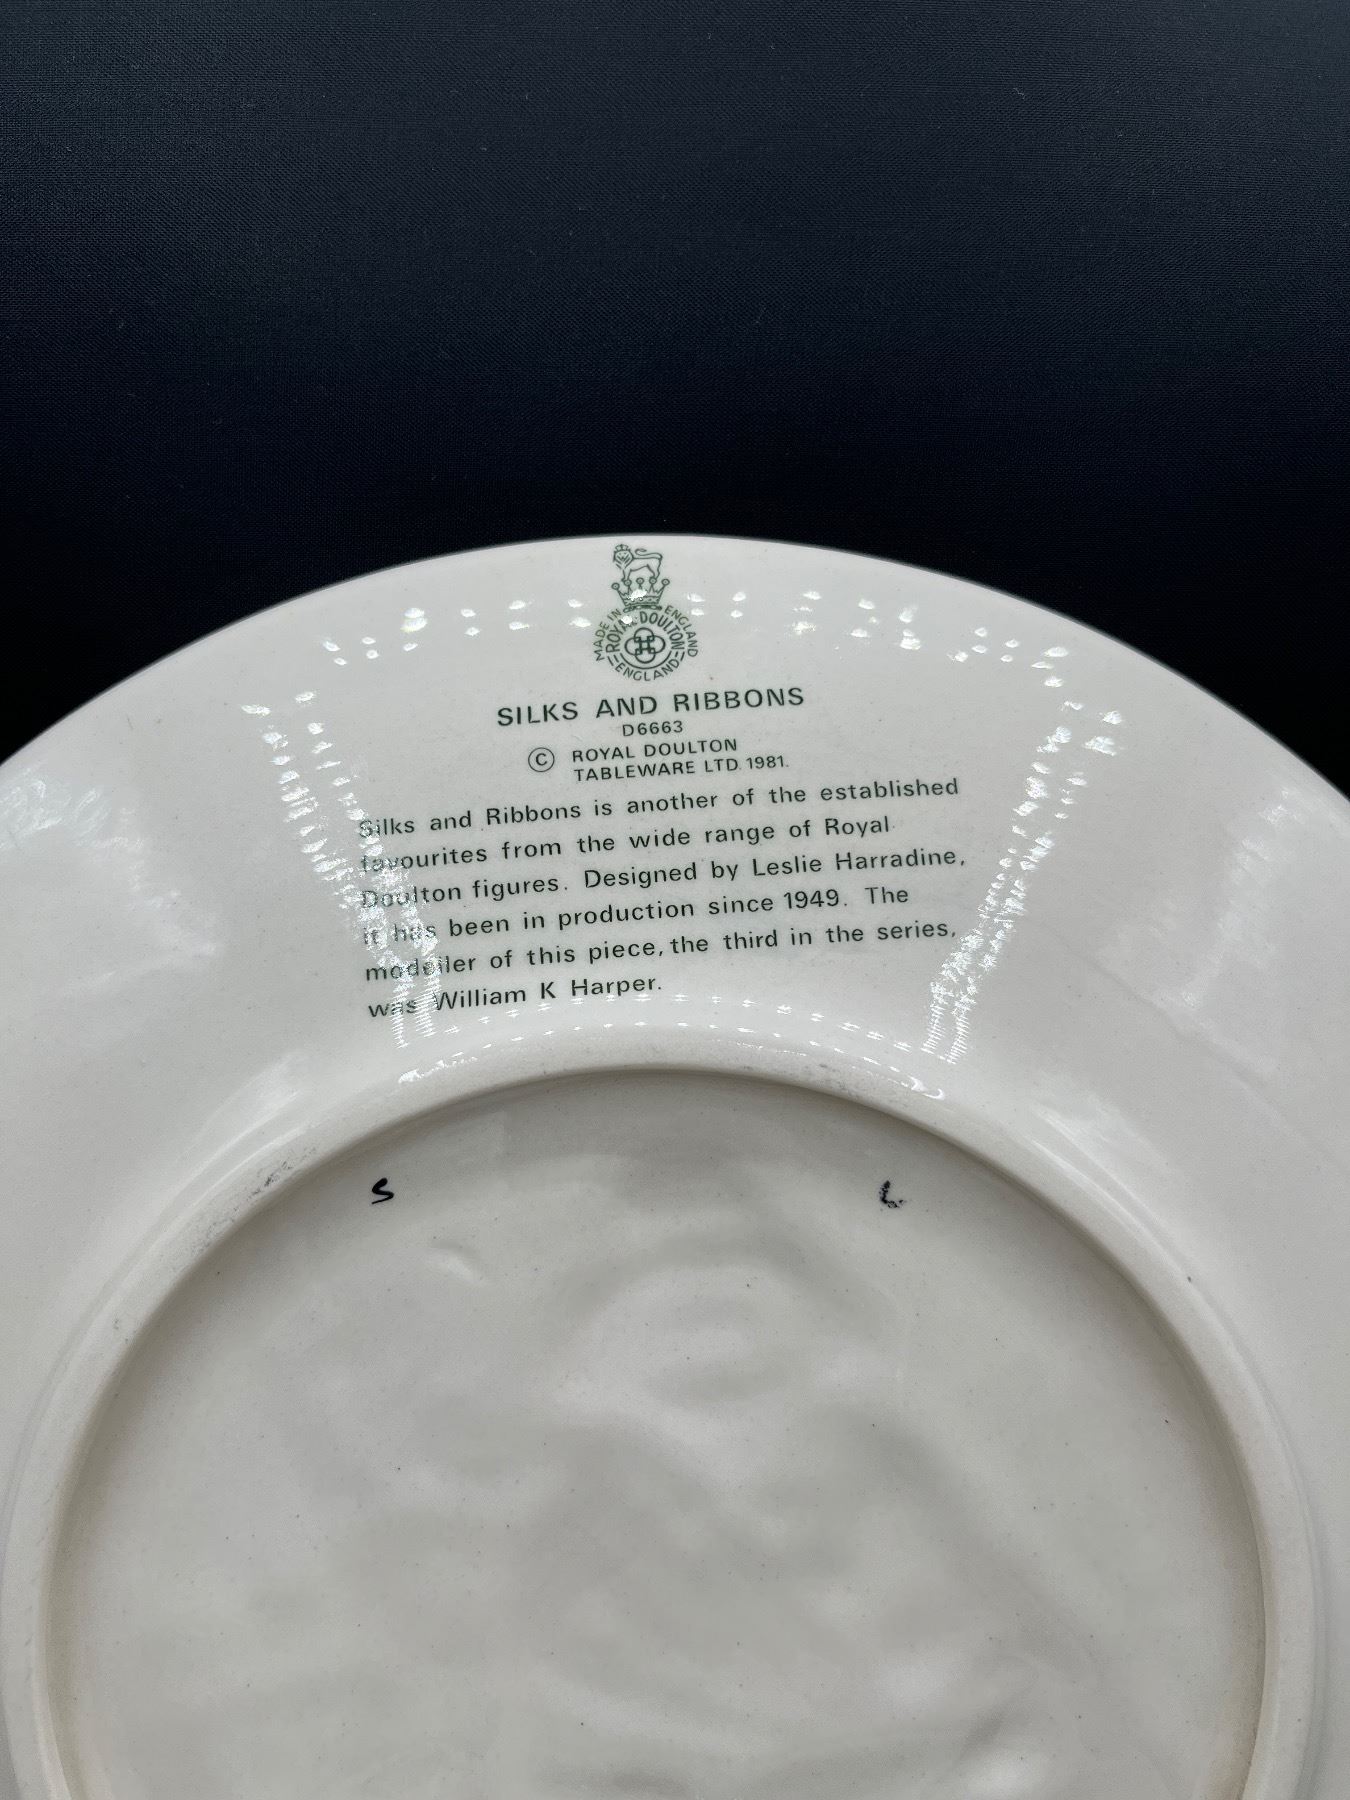 MADE IN ENGLAND
ROYAL DOULTON
ENGLAND
SILKS AND RIBBONS
D6663
© ROYAL DOULTON
TABLEWARE LTD. 1981.
Silks and Ribbons is another of the established
favourites from the wide range of Royal
Doulton figures. Designed by Leslie Harradine,
it has been in production since 1949. The
modeller of this piece, the third in the series,
was William K Harper.
S L